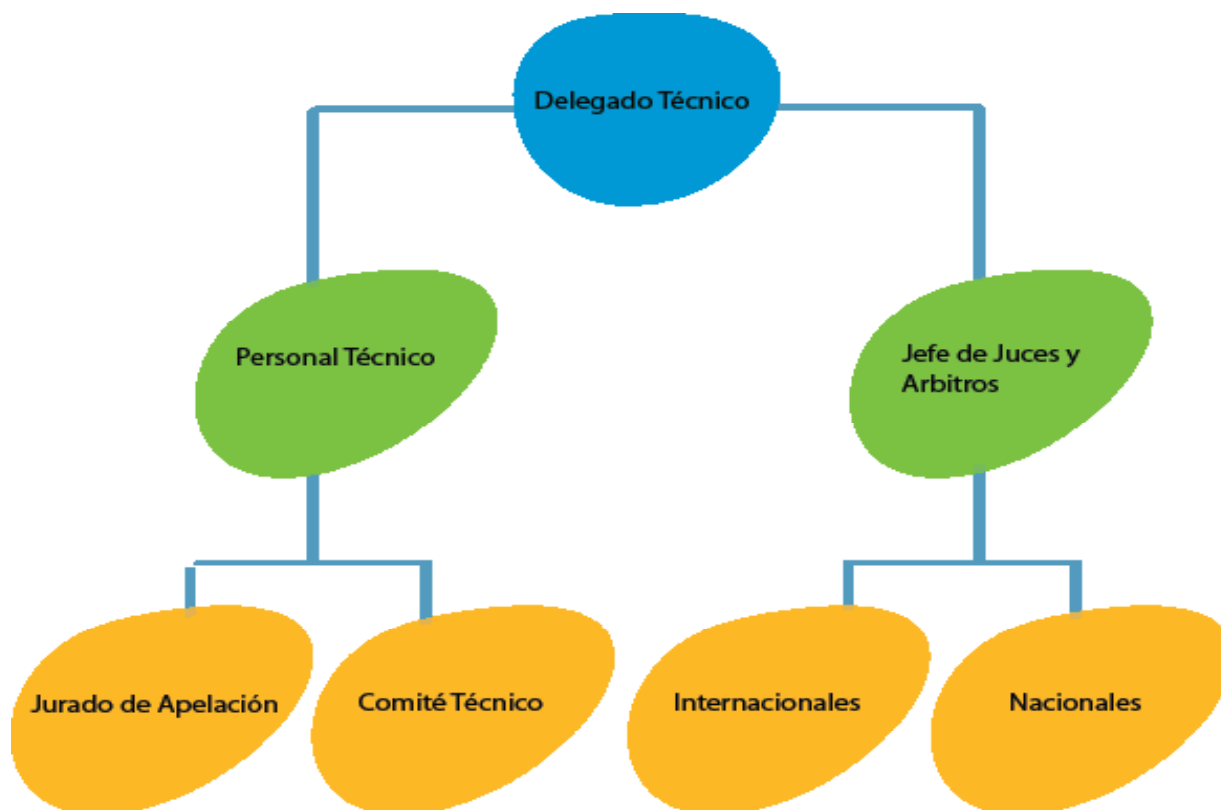 Delegado Técnico
Personal Técnico
Jefe de Juces y
Arbitros
Jurado de Apelación
Comité Técnico
Internacionales
Nacionales